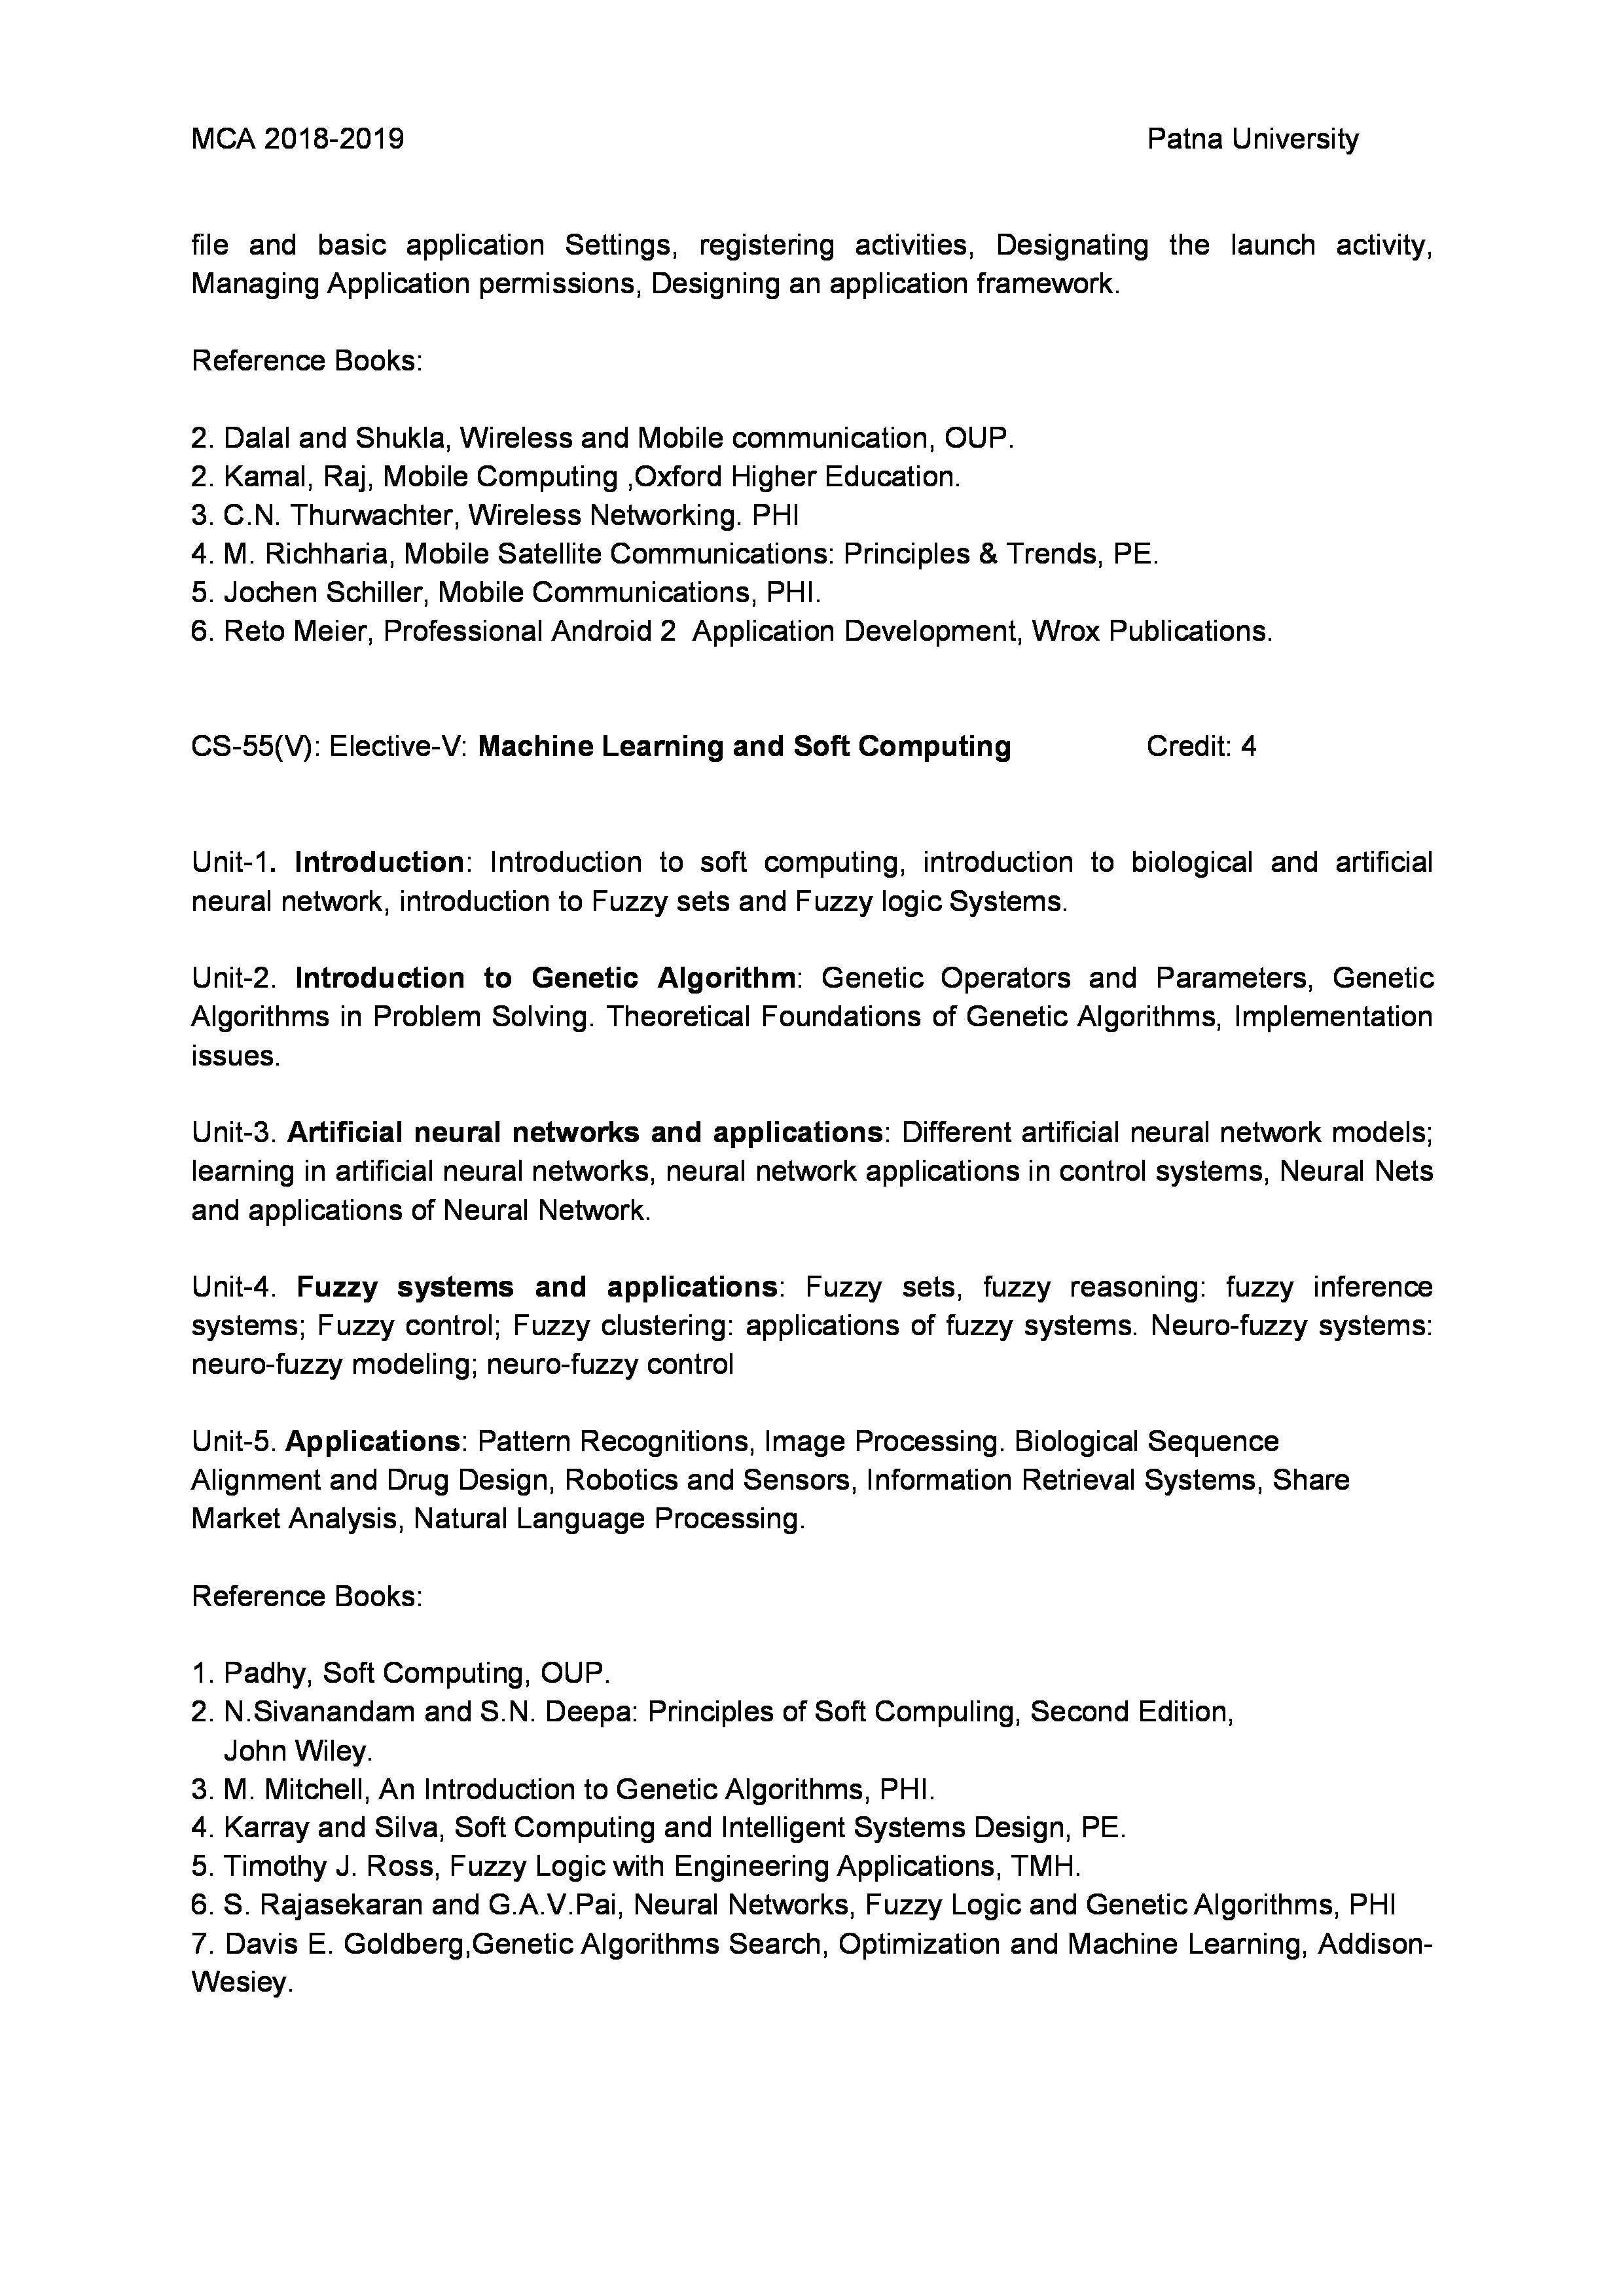 MCA 2018-2019 Patna University
file and basic application Settings, registering activities, Designating the launch activity,
Managing Application permissions, Designing an application framework.
Reference Books:
2. Dalal and Shukla, Wireless and Mobile communication, OUP.
2. Kamal, Raj, Mobile Computing ,Oxford Higher Education.
3. C.N. Thurwachter, Wireless Networking. PHI
4. M. Richharia, Mobile Satellite Communications: Principles & Trends, PE.
5. Jochen Schiller, Mobile Communications, PHI.
6. Reto Meier, Professional Android 2  Application Development, Wrox Publications.
CS-55(V): Elective-V: Machine Learning and Soft Computing Credit: 4
Unit-1. Introduction: Introduction to soft computing, introduction to biological and artificial
neural network, introduction to Fuzzy sets and Fuzzy logic Systems.
Unit-2. Introduction to Genetic Algorithm: Genetic Operators and Parameters, Genetic
Algorithms in Problem Solving. Theoretical Foundations of Genetic Algorithms, Implementation
issues.
Unit-3. Artificial neural networks and applications: Different artificial neural network models;
learning in artificial neural networks, neural network applications in control systems, Neural Nets
and applications of Neural Network.
Unit-4. Fuzzy systems and applications: Fuzzy sets, fuzzy reasoning: fuzzy inference
systems; Fuzzy control; Fuzzy clustering: applications of fuzzy systems. Neuro-fuzzy systems:
neuro-fuzzy modeling; neuro-fuzzy control
Unit-5. Applications: Pattern Recognitions, Image Processing. Biological Sequence
Alignment and Drug Design, Robotics and Sensors, Information Retrieval Systems, Share
Market Analysis, Natural Language Processing.
Reference Books:
1. Padhy, Soft Computing, OUP.
2. N.Sivanandam and S.N. Deepa: Principles of Soft Compuling, Second Edition,
John Wiley.
3. M. Mitchell, An Introduction to Genetic Algorithms, PHI.
4. Karray and Silva, Soft Computing and Intelligent Systems Design, PE.
5. Timothy J. Ross, Fuzzy Logic with Engineering Applications, TMH.
6. S. Rajasekaran and G.A.V.Pai, Neural Networks, Fuzzy Logic and Genetic Algorithms, PHI
7. Davis E. Goldberg,Genetic Algorithms Search, Optimization and Machine Learning, Addison-
Wesiey.